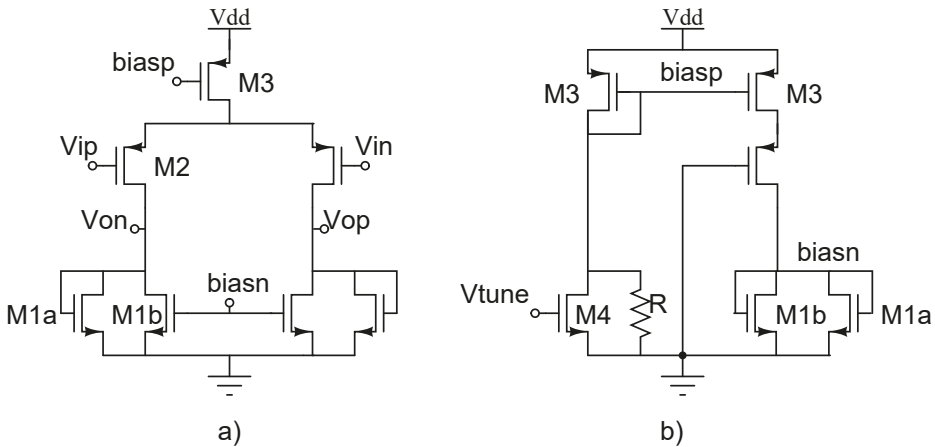 Vdd
biasp
M3
Vip
M2
Vin
Von
Vop
biasn
M1a
M1b
a)
Vdd
biasp
M3
M3
biasn
Vtune
M4
R
M1b
M1a
b)